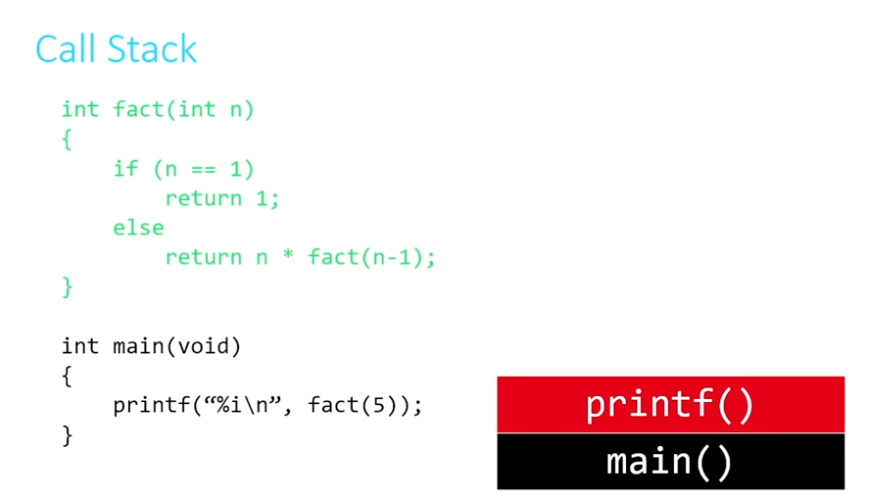 Call Stack
int fact(int n)
{
    if (n == 1)
        return 1;
    else
        return n * fact(n-1);
}
int main(void)
{
    printf(“%i\n”, fact(5));
}
printf()
main()